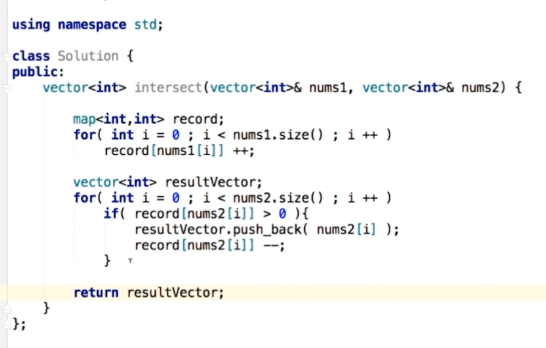 using namespace std;
class Solution {
public:
    vector<int> intersect(vector<int>& nums1, vector<int>& nums2) {
        map<int,int> record;
        for( int i = 0 ; i < nums1.size() ; i ++ )
            record[nums1[i]] ++;
        vector<int> resultVector;
        for( int i = 0 ; i < nums2.size() ; i ++ )
            if( record[nums2[i]] > 0 ){
                resultVector.push_back( nums2[i] );
                record[nums2[i]] --;
            }
        return resultVector;
    }
};